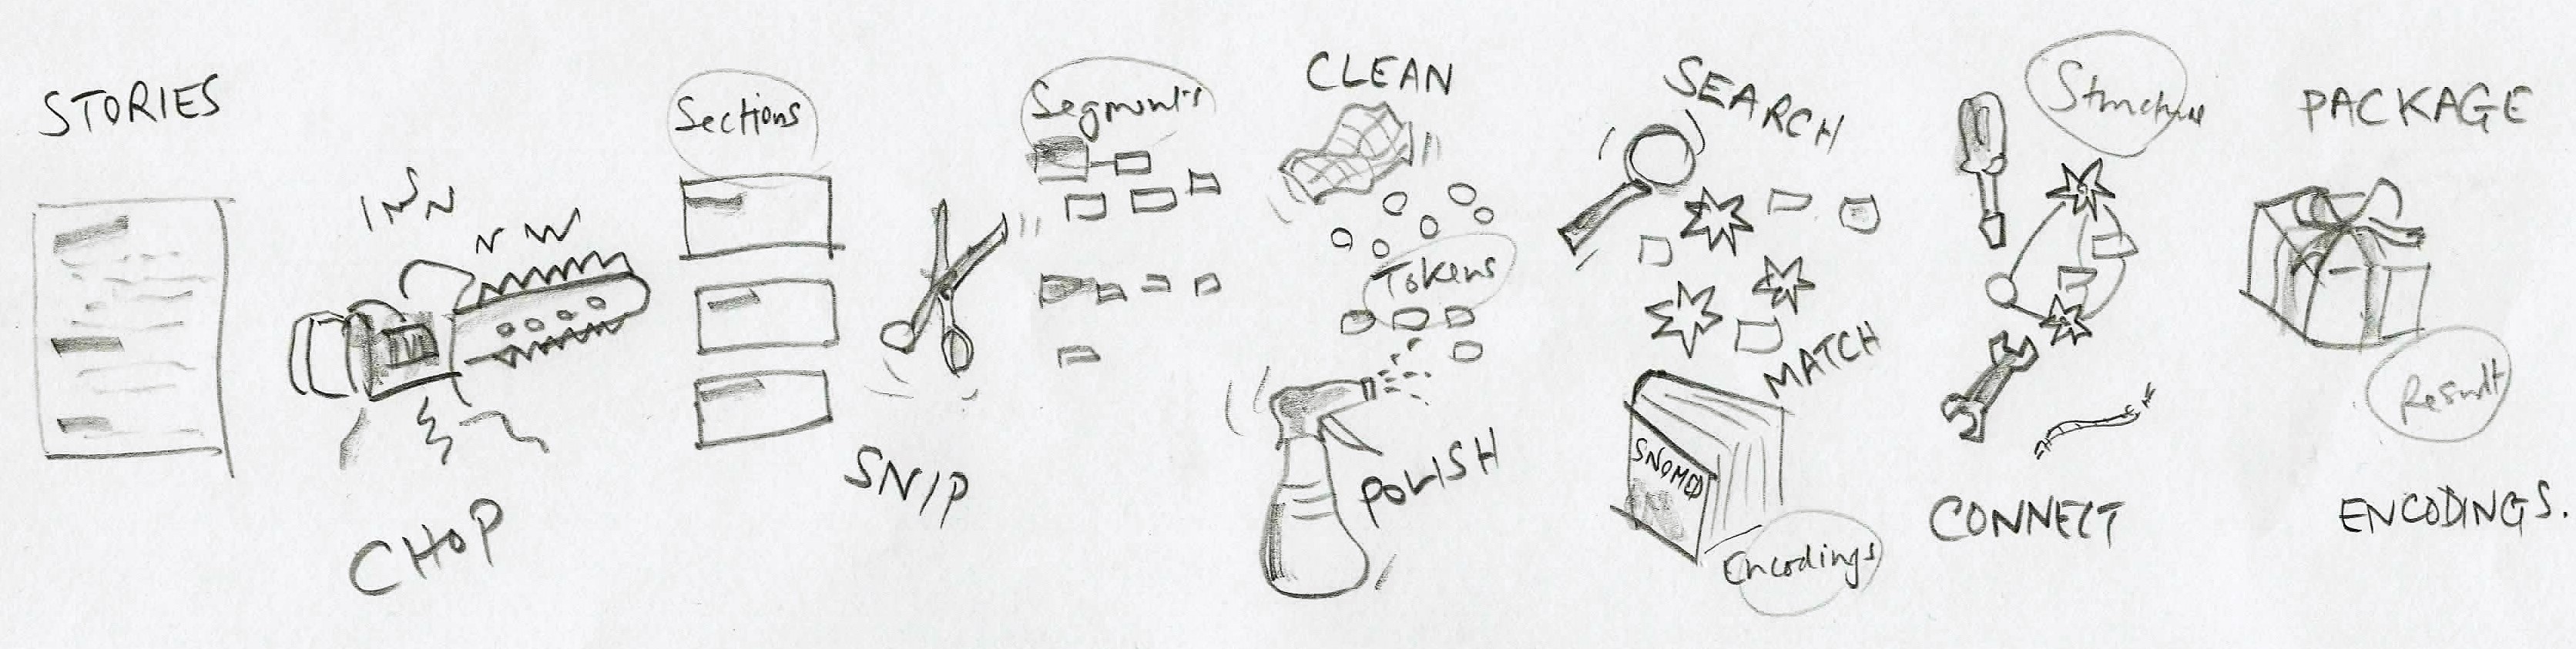 STORIES
CHOP
Sections
SNIP
Segments
CLEAN
Tokens
POLISH
SEARCH
MATCH
SNOMED
Encodings
Structure
CONNECT
PACKAGE
Result
ENCODINGS.